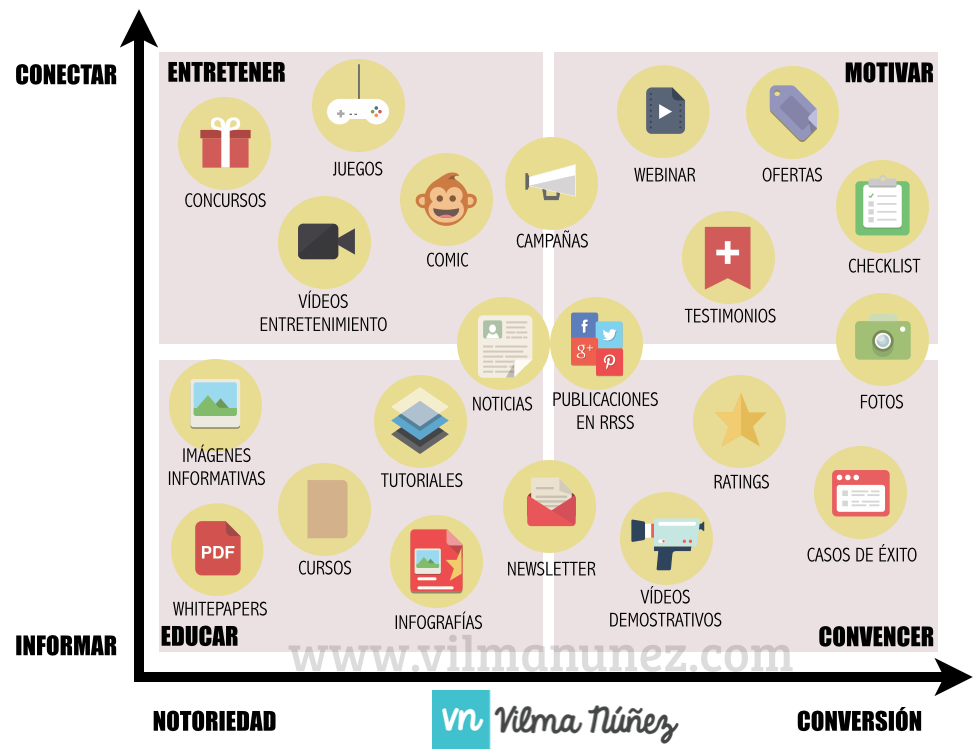 CONECTAR
ENTRETENER
MOTIVAR
CONCURSOS
JUEGOS
COMIC
CAMPAÑAS
WEBINAR
OFERTAS
CHECKLIST
VÍDEOS
ENTRETENIMIENTO
TESTIMONIOS
NOTICIAS
f
g+
PUBLICACIONES
EN RRSS
FOTOS
IMÁGENES
INFORMATIVAS
TUTORIALES
RATINGS
PDF
WHITEPAPERS
CURSOS
INFOGRAFÍAS
NEWSLETTER
VÍDEOS
DEMOSTRATIVOS
CASOS DE ÉXITO
INFORMAR
EDUCAR
CONVENCER
www.vilmanunez.com
NOTORIEDAD
vn Vilma Núñez
CONVERSIÓN